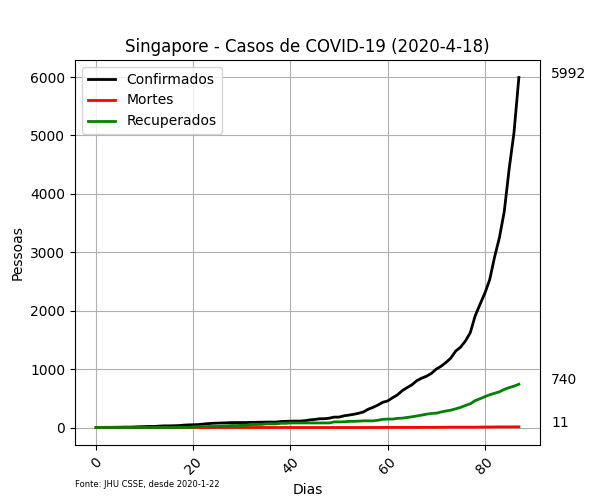 Singapore - Casos de COVID-19 (2020-4-18)
Confirmados
Mortes
Recuperados
6000
5000
4000
3000
2000
1000
0
Pessoas
5992
740
11
0
20
40
60
80
Dias
Fonte: JHU CSSE, desde 2020-1-22